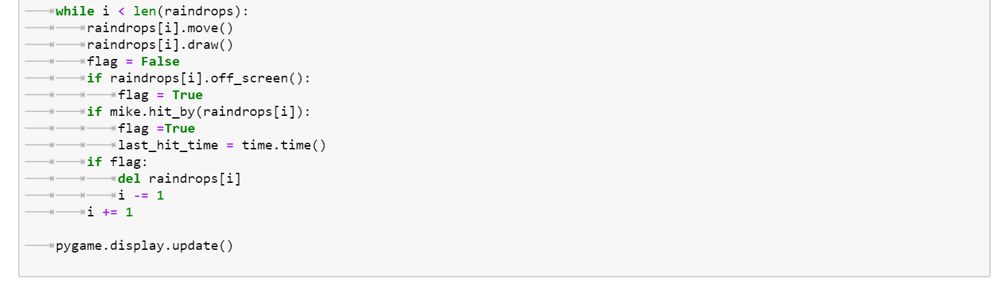 while i < len(raindrops):
raindrops[i].move()
raindrops[i].draw()
flag = False
if raindrops[i].off_screen():
flag = True
if mike.hit_by(raindrops[i]):
flag =True
last_hit_time = time.time()
if flag:
del raindrops[i]
i -= 1
i += 1
pygame.display.update()